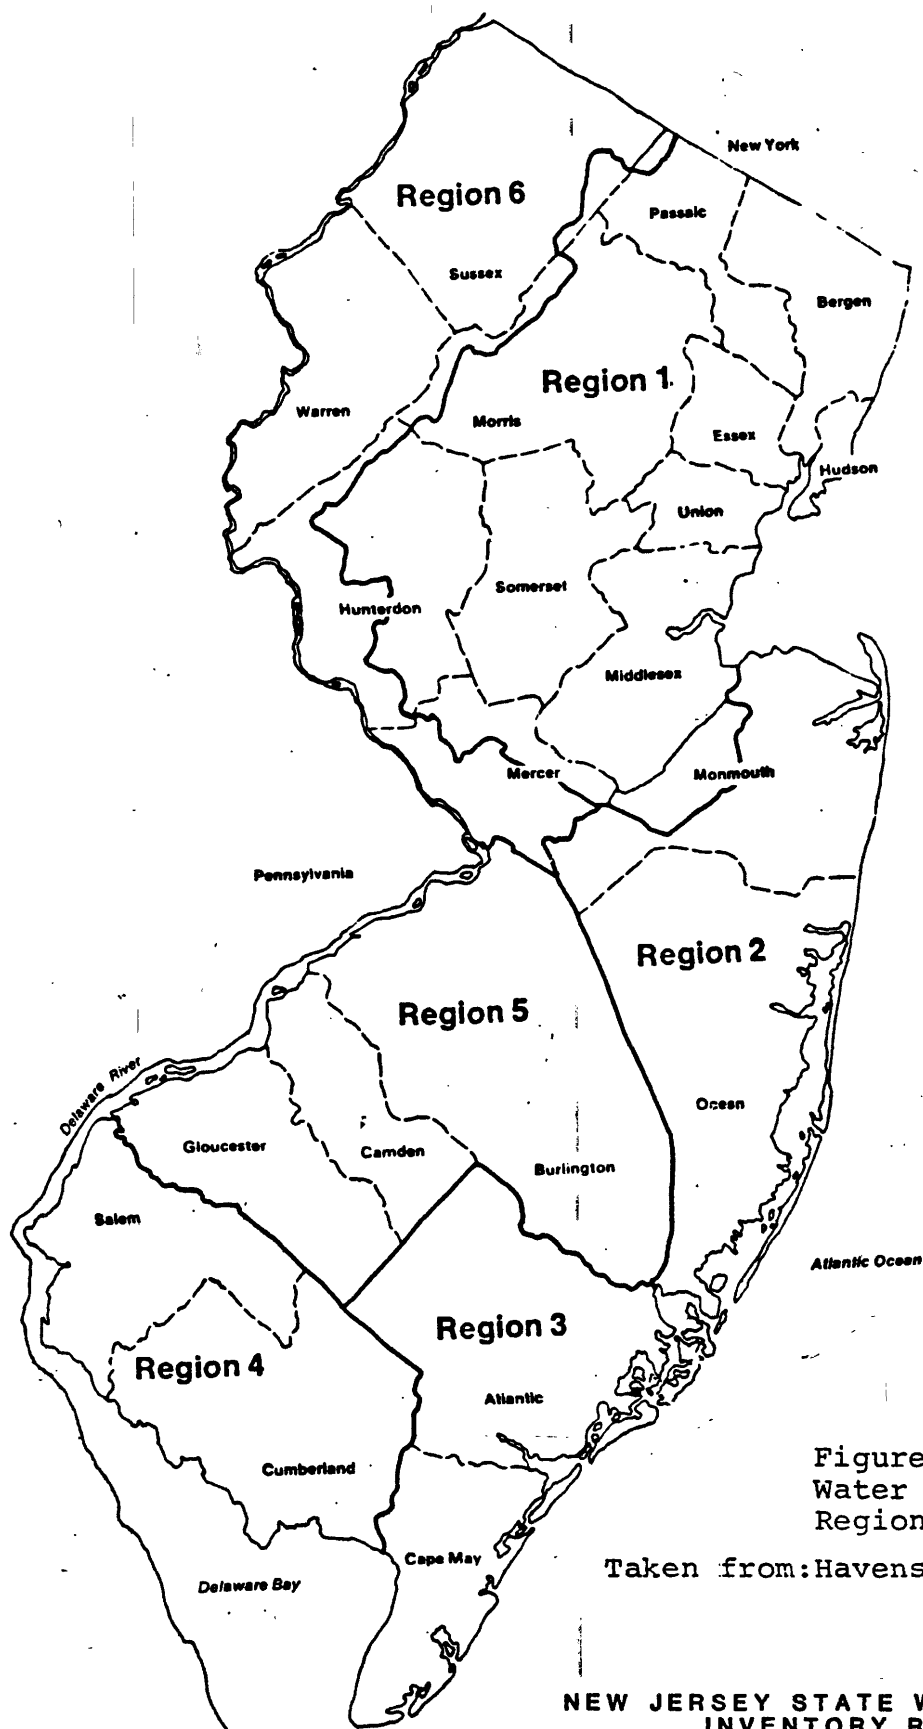 New York
Region 6
Passaic
Sussex
Bergen
Region 1
Warren
Morris
Essex
Hudson
Union
Somerset
Hunterdon
Middlesex
Mercer
Monmouth
Pennsylvania
Region 2
Region 5
Delaware River
Ocean
Gloucester
Camden
Burlington
Salem
Atlantic Ocean
Region 3
Region 4
Atlantic
Figure
Water
Region
Cumberland
Cape May
Taken from:Havens
Delaware Bay
NEW JERSEY STATE W
INVENTORY R